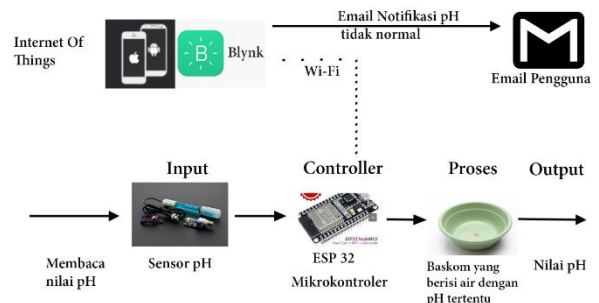 Internet Of
Things
B
Blynk
Email Notifikasi pH
tidak normal
Wi-Fi
Email Pengguna
Input
Controller
Proses
Output
Membaca
nilai pH
Sensor pH
ESP 32
Mikrokontroler
Baskom yang
berisi air dengan
pH tertentu
Nilai pH